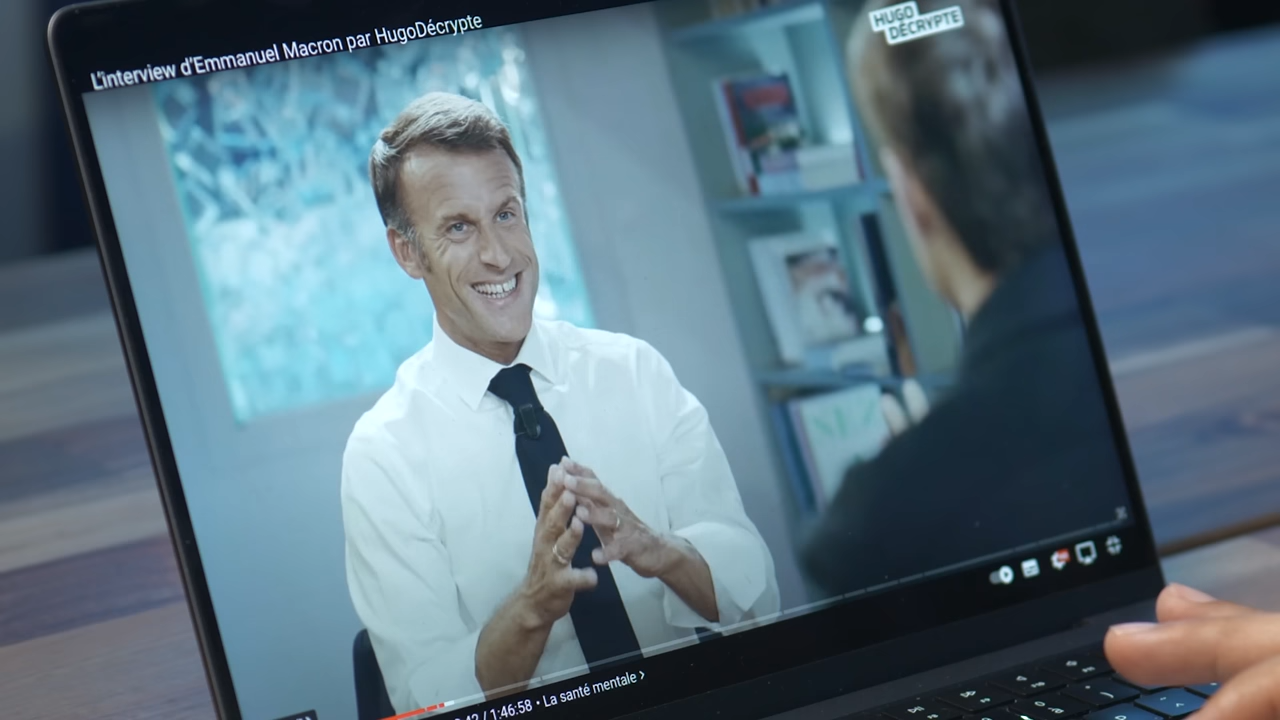 L'interview d'Emmanuel Macron par HugoDécrypte
HUGO
DÉCRYPTE
/ 1:46:58 • La santé mentale >